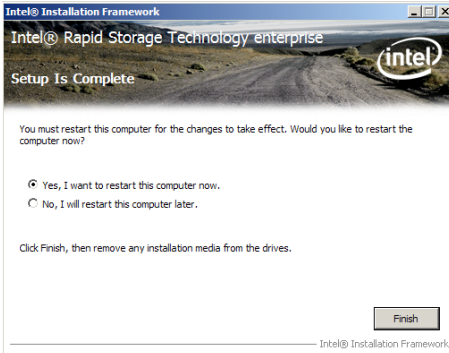 Intel® Installation Framework
Intel® Rapid Storage Technology enterprise
intel
Setup Is Complete
You must restart this computer for the changes to take effect. Would you like to restart the
computer now?
Yes, I want to restart this computer now.
No, I will restart this computer later.
Click Finish, then remove any installation media from the drives.
Finish
Intel® Installation Framework